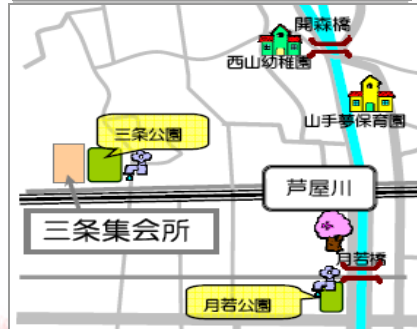 開森橋
西山幼稚園
山手夢保育園
三条公園
芦屋川
三条集会所
月若橋
月若公園